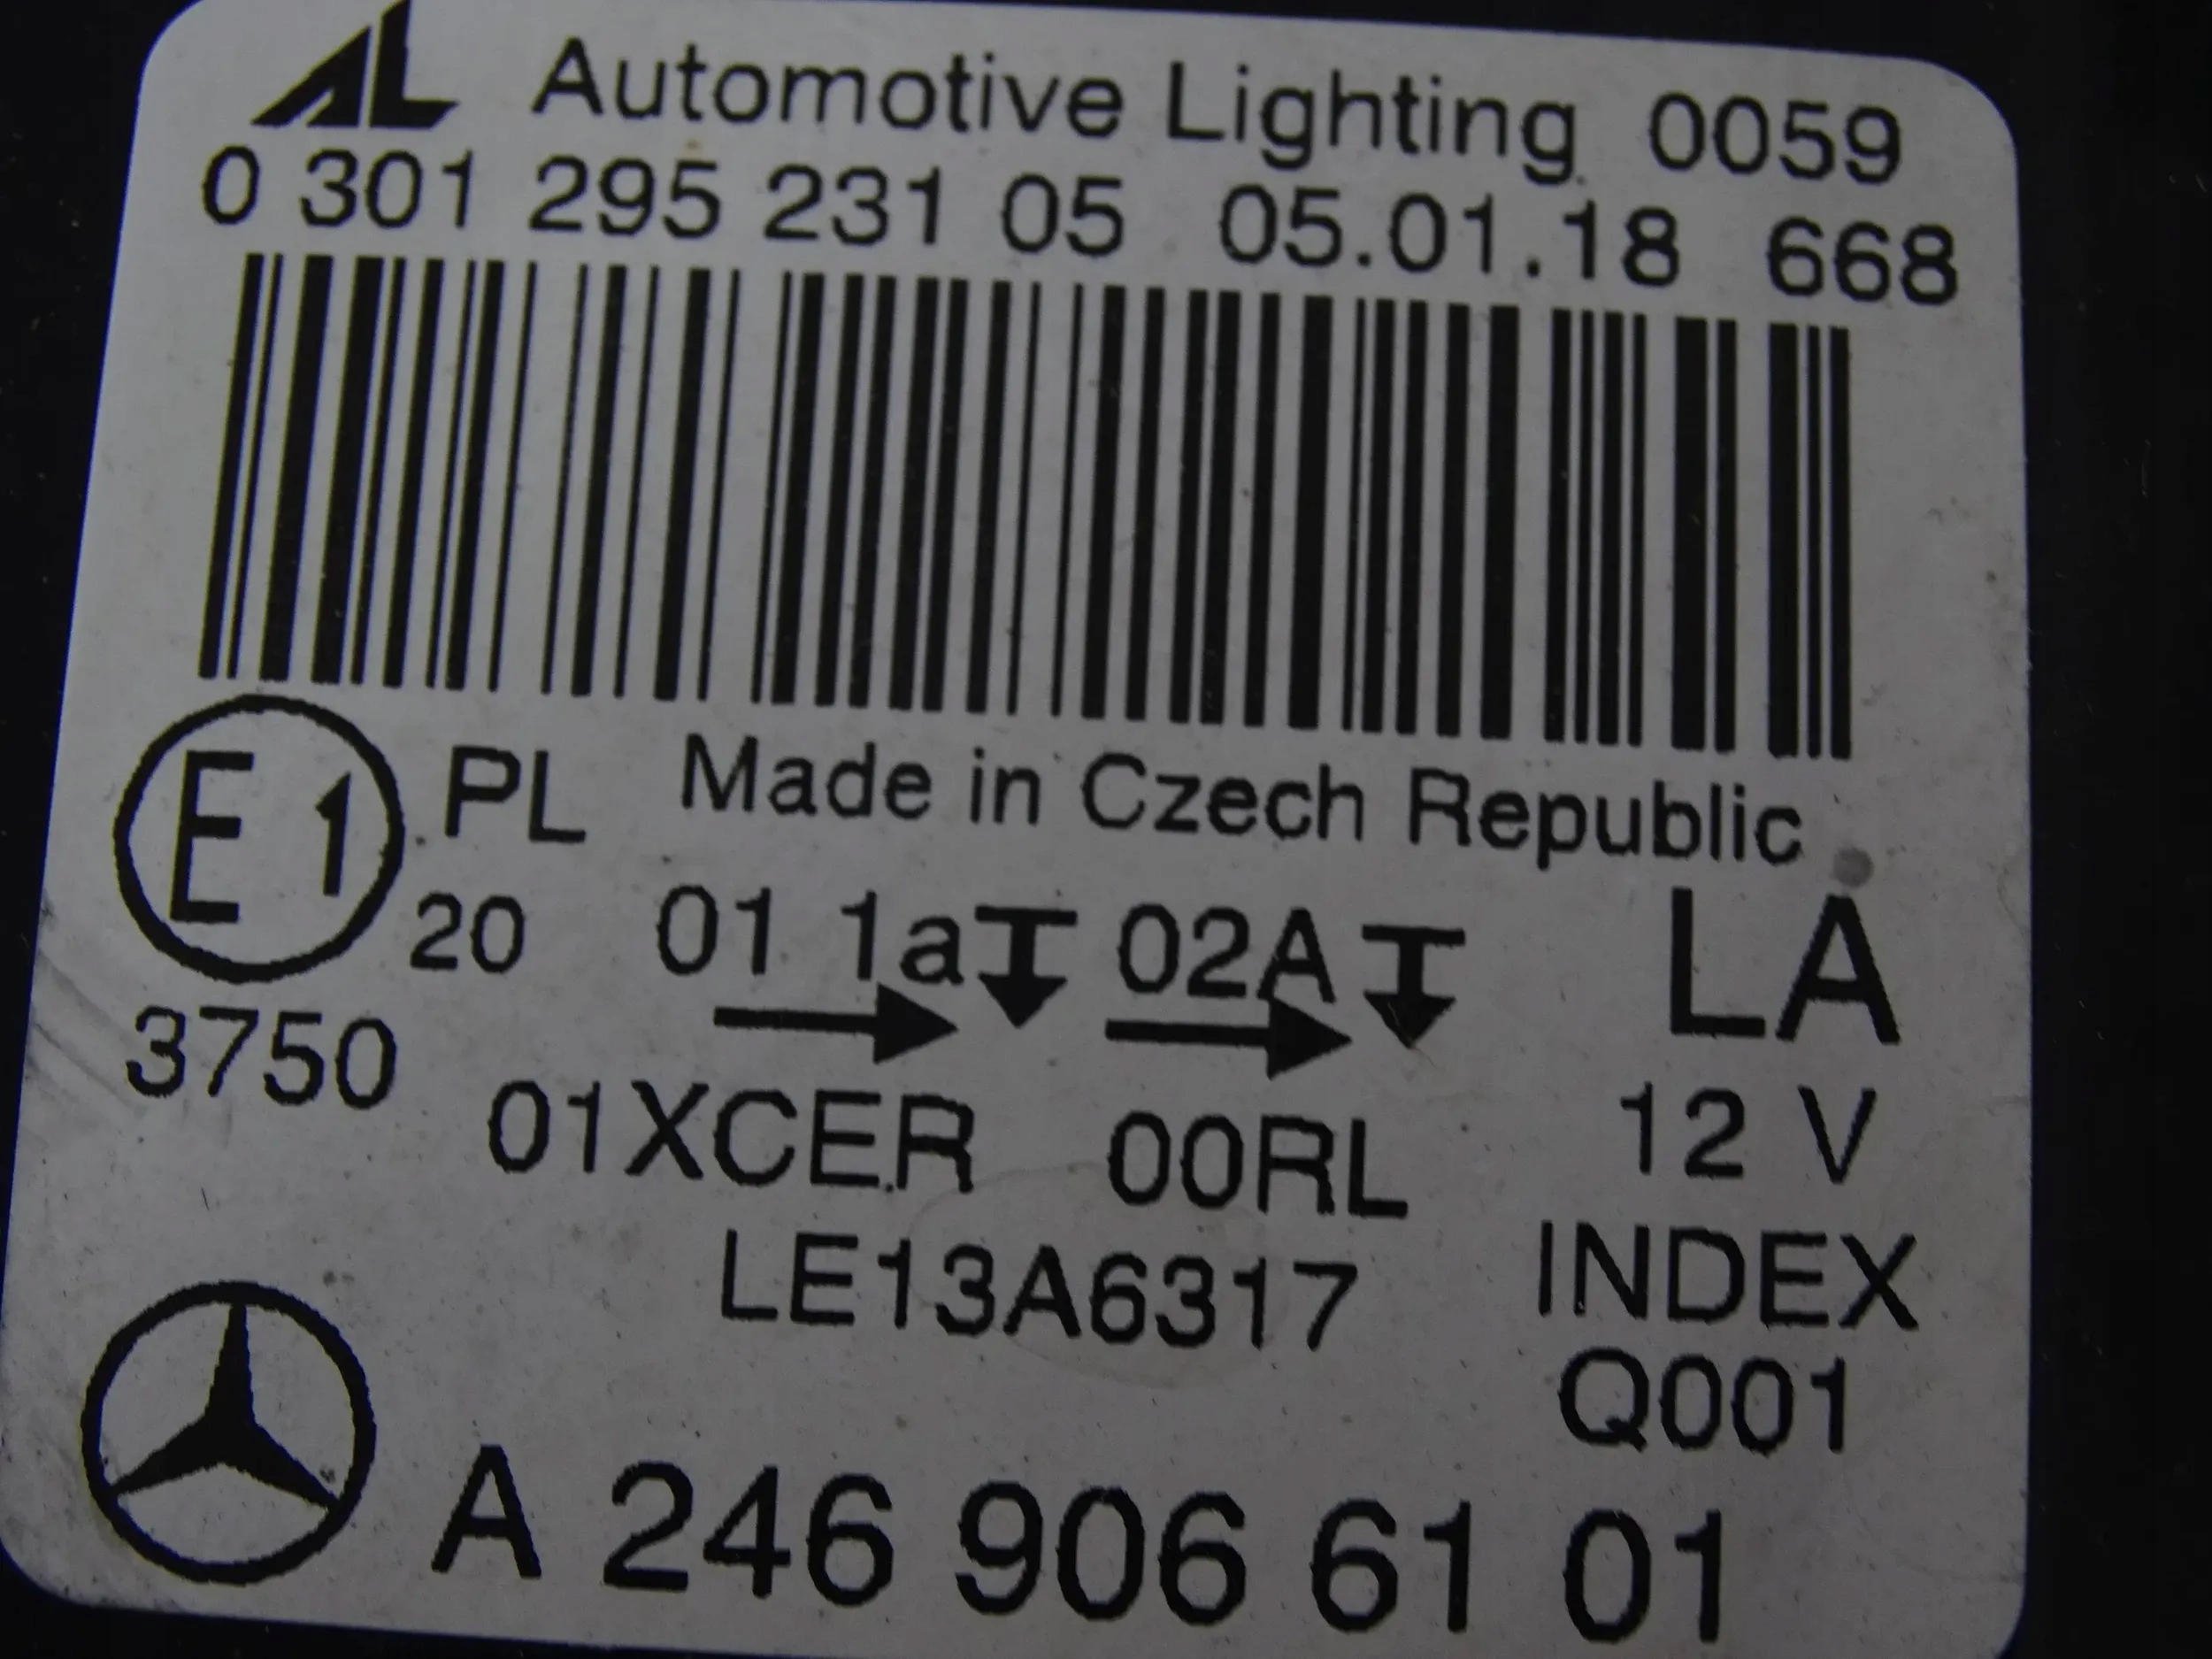 AL Automotive Lighting 0059
0 301 295 231 05 05.01.18 668
E1 PL Made in Czech Republic
20 01 1a 02A LA
3750
01XCER 00RL 12 V
LE13A6317 INDEX
Q001
A 246 906 61 01